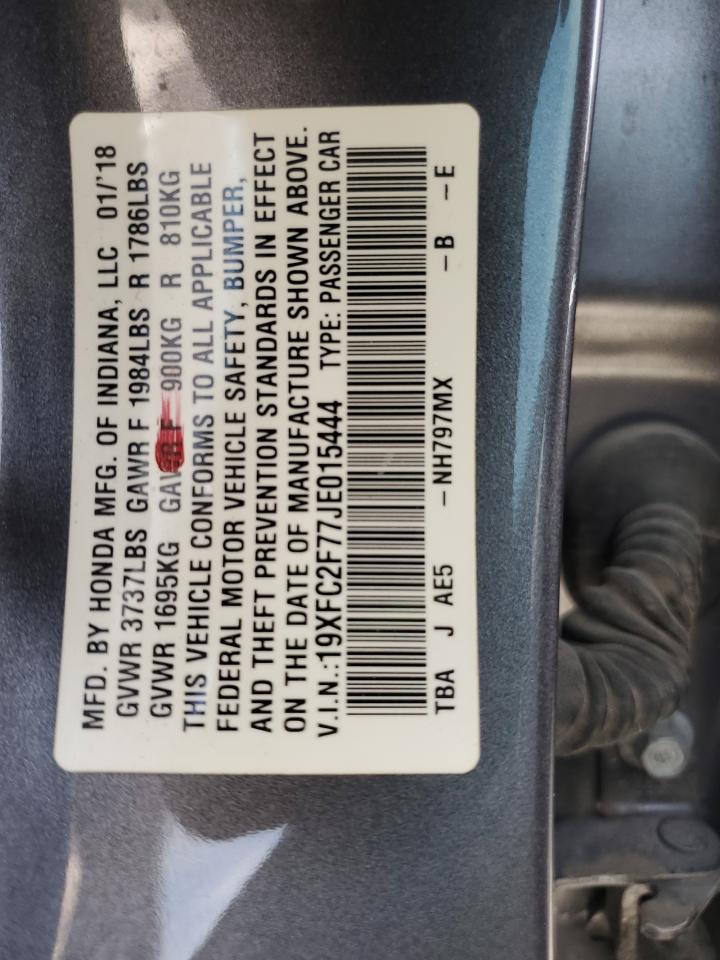 MFD. BY HONDA MFG. OF INDIANA, LLC 01/'18
GVWR 3737LBS GAWR F 1984LBS R 1786LBS
GVWR 1695KG GAWR F 900KG R 810KG
THIS VEHICLE CONFORMS TO ALL APPLICABLE
FEDERAL MOTOR VEHICLE SAFETY, BUMPER,
AND THEFT PREVENTION STANDARDS IN EFFECT
ON THE DATE OF MANUFACTURE SHOWN ABOVE.
V.I.N.:19XFC2F77JE015444 TYPE: PASSENGER CAR
TBA J AE5 –NH797MX –B –E